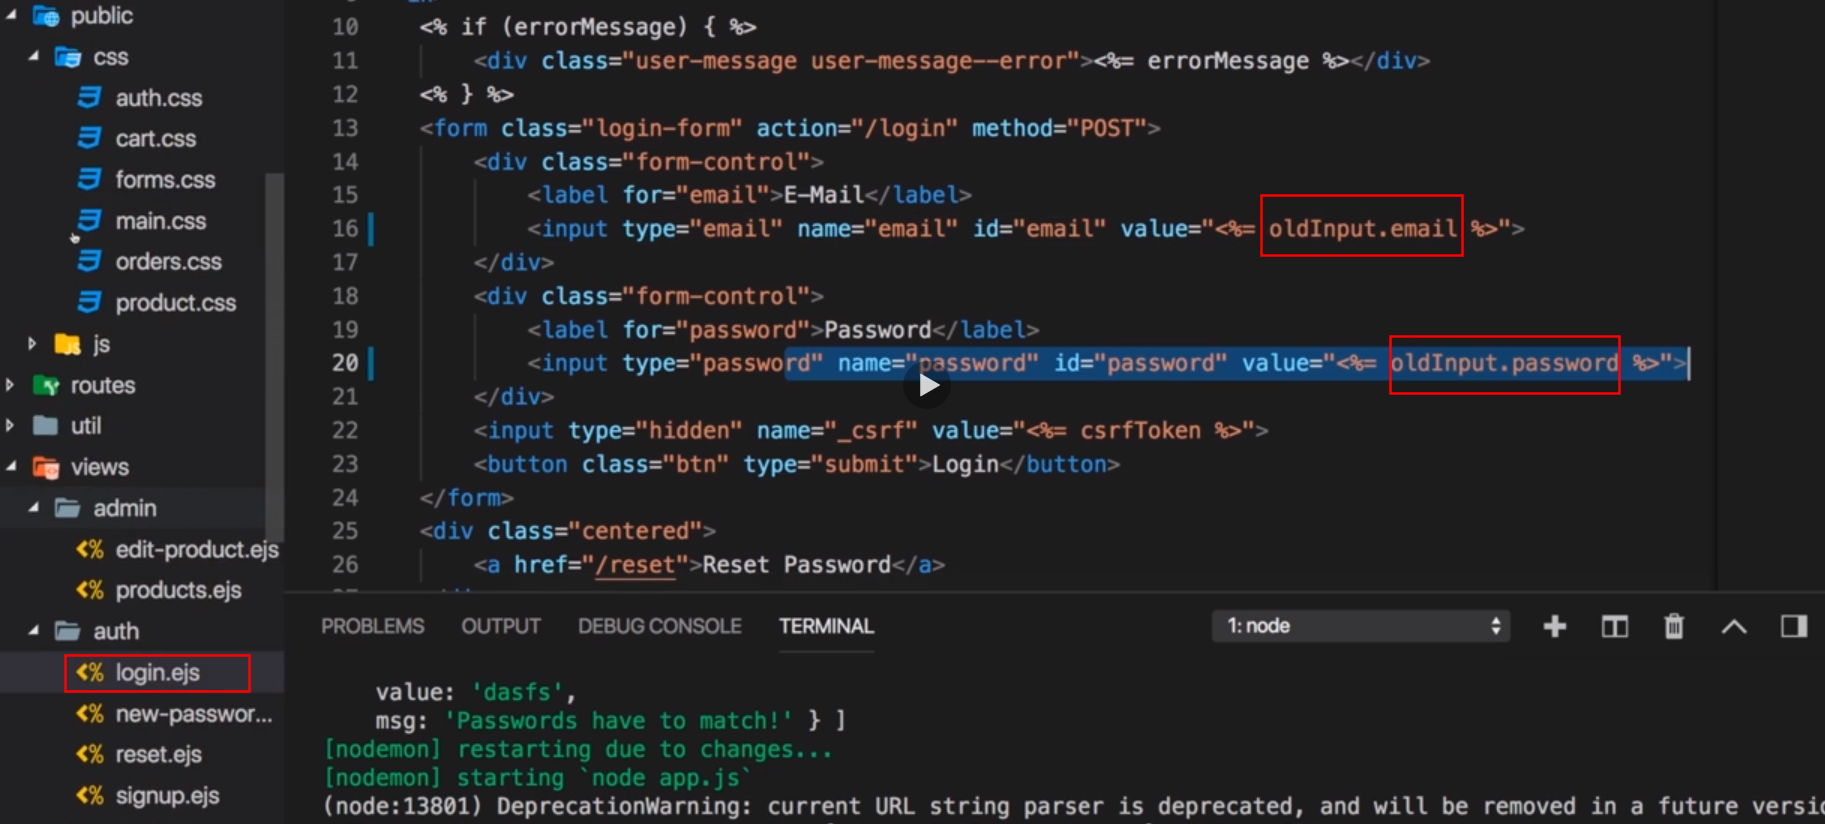 public
css
auth.css
cart.css
forms.css
main.css
orders.css
product.css
js
routes
util
views
admin
edit-product.ejs
products.ejs
auth
login.ejs
new-passwor...
reset.ejs
signup.ejs
10 <% if (errorMessage) { %>
11 <div class="user-message user-message--error"><%= errorMessage %></div>
12 <% } %>
13 <form class="login-form" action="/login" method="POST">
14 <div class="form-control">
15 <label for="email">E-Mail</label>
16 <input type="email" name="email" id="email" value="<%= oldInput.email %>">
17 </div>
18 <div class="form-control">
19 <label for="password">Password</label>
20 <input type="password" name="password" id="password" value="<%= oldInput.password %>">
21 </div>
22 <input type="hidden" name="_csrf" value="<%= csrfToken %>">
23 <button class="btn" type="submit">Login</button>
24 </form>
25 <div class="centered">
26 <a href="/reset">Reset Password</a>
PROBLEMS OUTPUT DEBUG CONSOLE TERMINAL 1: node
value: 'dasfs',
msg: 'Passwords have to match!' } ]
[nodemon] restarting due to changes...
[nodemon] starting `node app.js`
(node:13801) DeprecationWarning: current URL string parser is deprecated, and will be removed in a future versio